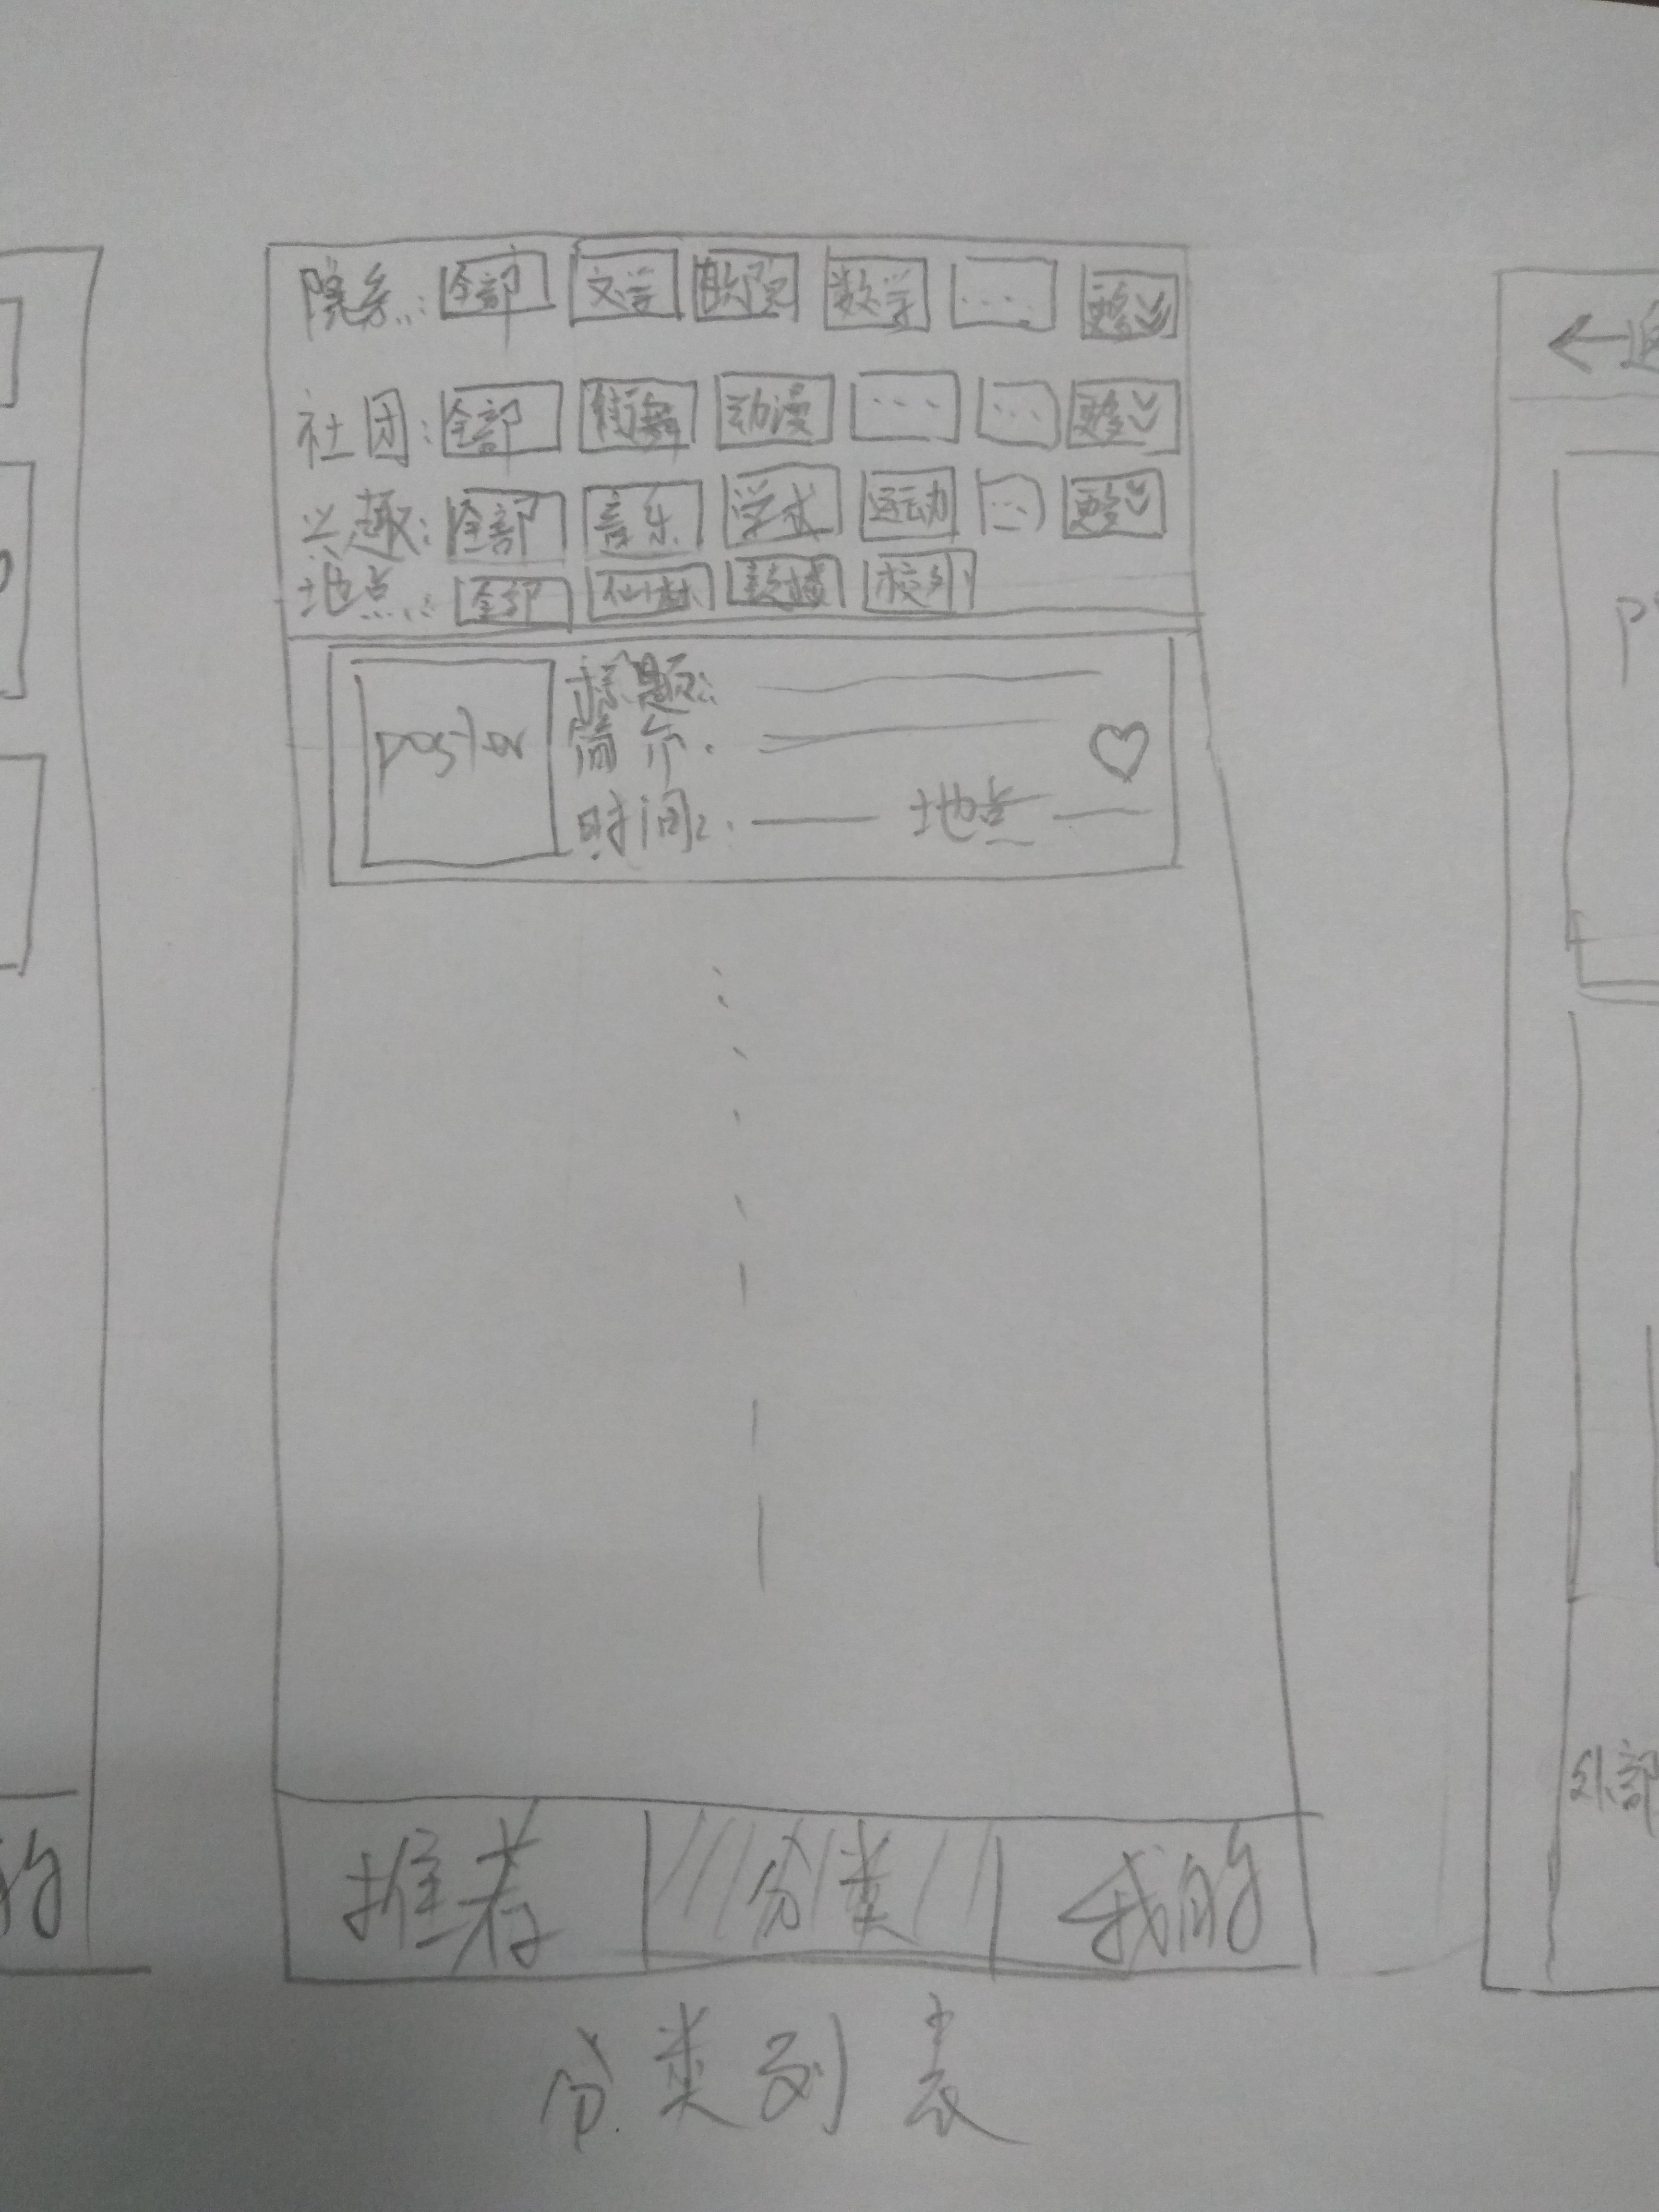 院系: 全部 文学 数学 .... 更多
社团: 全部 街舞 动漫 ... ... 更多
兴趣: 全部 音乐 学术 运动 ... 更多
地点: 全部 仙林 鼓楼 校外
poster
标题:
简介:
时间: 地点
推荐 分类 我的
分类列表
外部